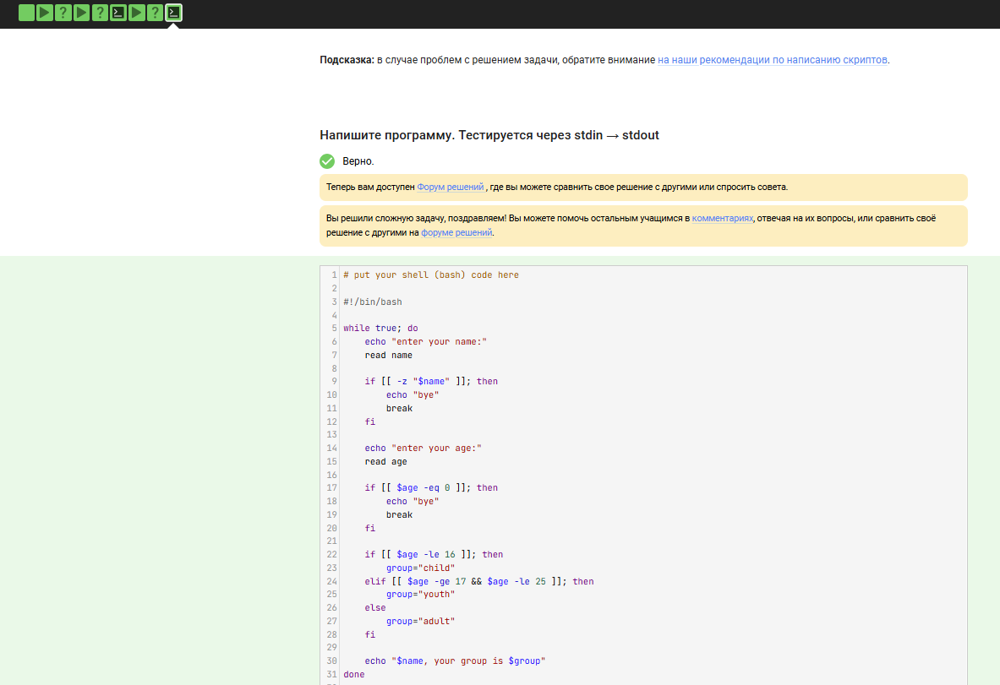 Подсказка: в случае проблем с решением задачи, обратите внимание на наши рекомендации по написанию скриптов.
Напишите программу. Тестируется через stdin → stdout
Верно.
Теперь вам доступен Форум решений , где вы можете сравнить свое решение с другими или спросить совета.
Вы решили сложную задачу, поздравляем! Вы можете помочь остальным учащимся в комментариях, отвечая на их вопросы, или сравнить своё
решение с другими на форуме решений.
1 # put your shell (bash) code here
2
3 #!/bin/bash
4
5 while true; do
6     echo "enter your name:"
7     read name
8
9     if [[ -z "$name" ]]; then
10         echo "bye"
11         break
12     fi
13
14     echo "enter your age:"
15     read age
16
17     if [[ $age -eq 0 ]]; then
18         echo "bye"
19         break
20     fi
21
22     if [[ $age -le 16 ]]; then
23         group="child"
24     elif [[ $age -ge 17 && $age -le 25 ]]; then
25         group="youth"
26     else
27         group="adult"
28     fi
29
30     echo "$name, your group is $group"
31 done